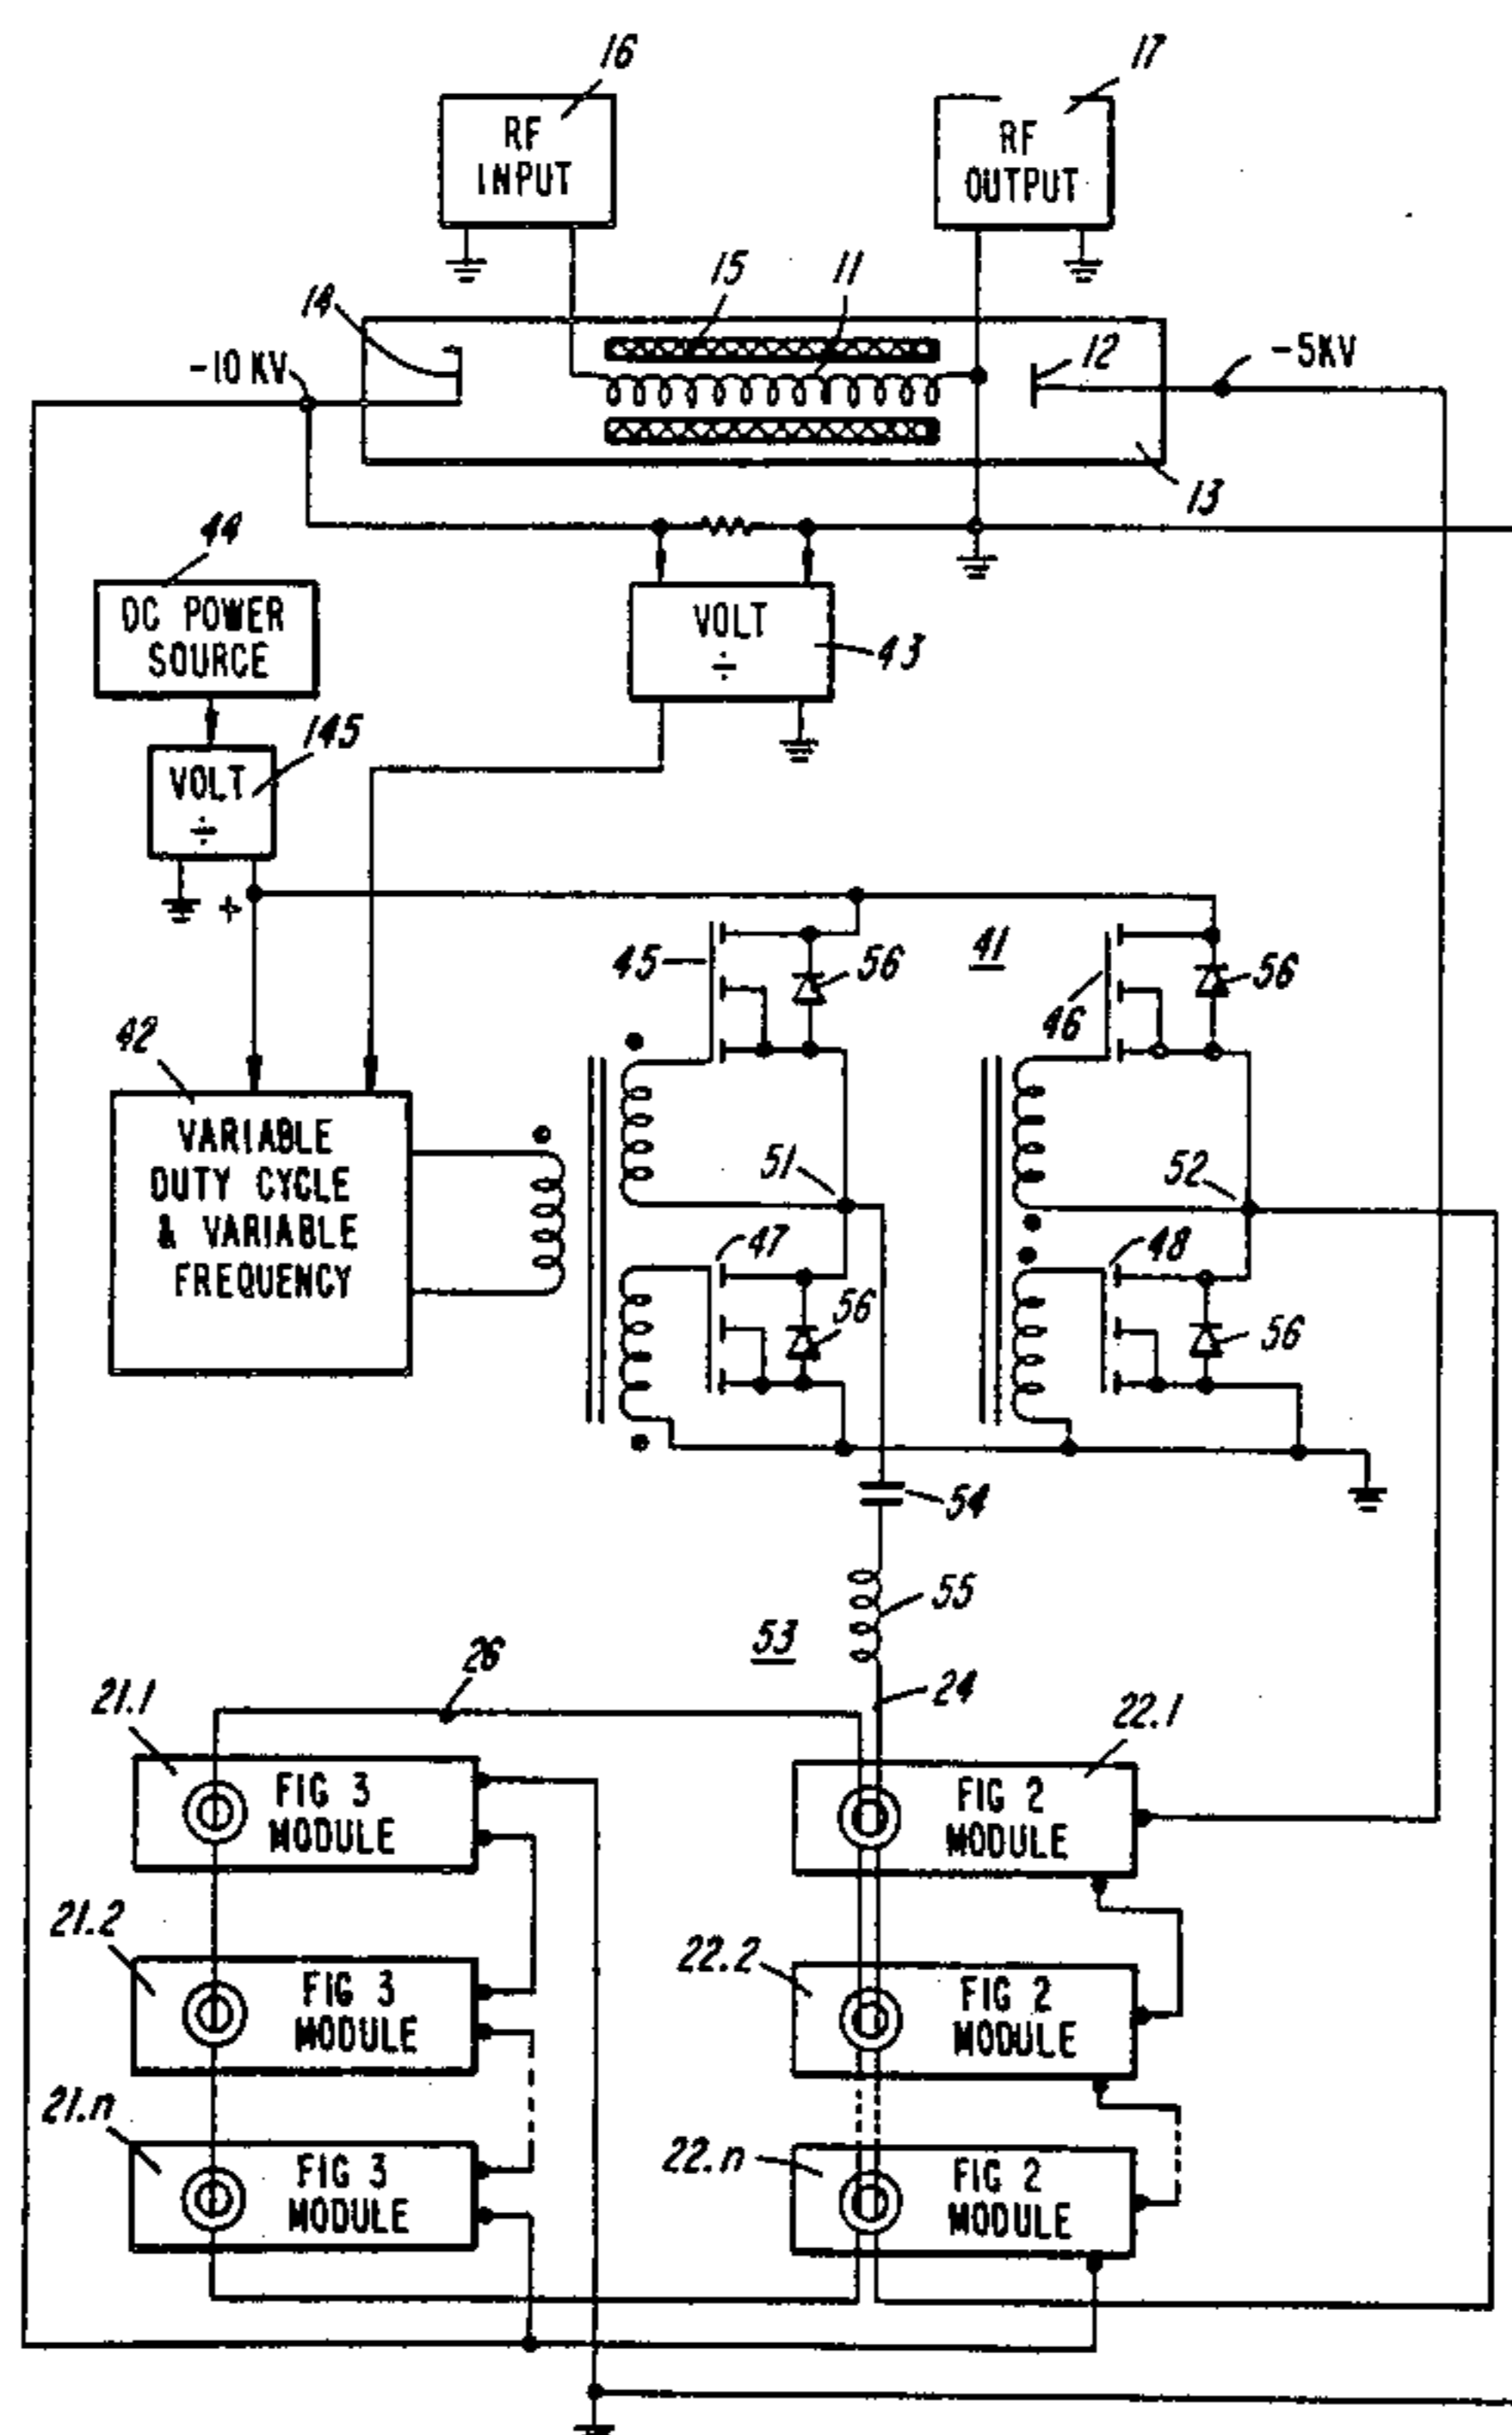 16
17
RF
INPUT
RF
OUTPUT
15
11
14
-10 KV
12
-5KV
13
44
DC POWER
SOURCE
VOLT
÷
43
145
VOLT
÷
+
45
56
41
46
56
42
VARIABLE
DUTY CYCLE
& VARIABLE
FREQUENCY
51
52
47
48
56
56
54
55
53
26
24
21.1
22.1
FIG 3
MODULE
FIG 2
MODULE
21.2
22.2
FIG 3
MODULE
FIG 2
MODULE
21.n
22.n
FIG 3
MODULE
FIG 2
MODULE